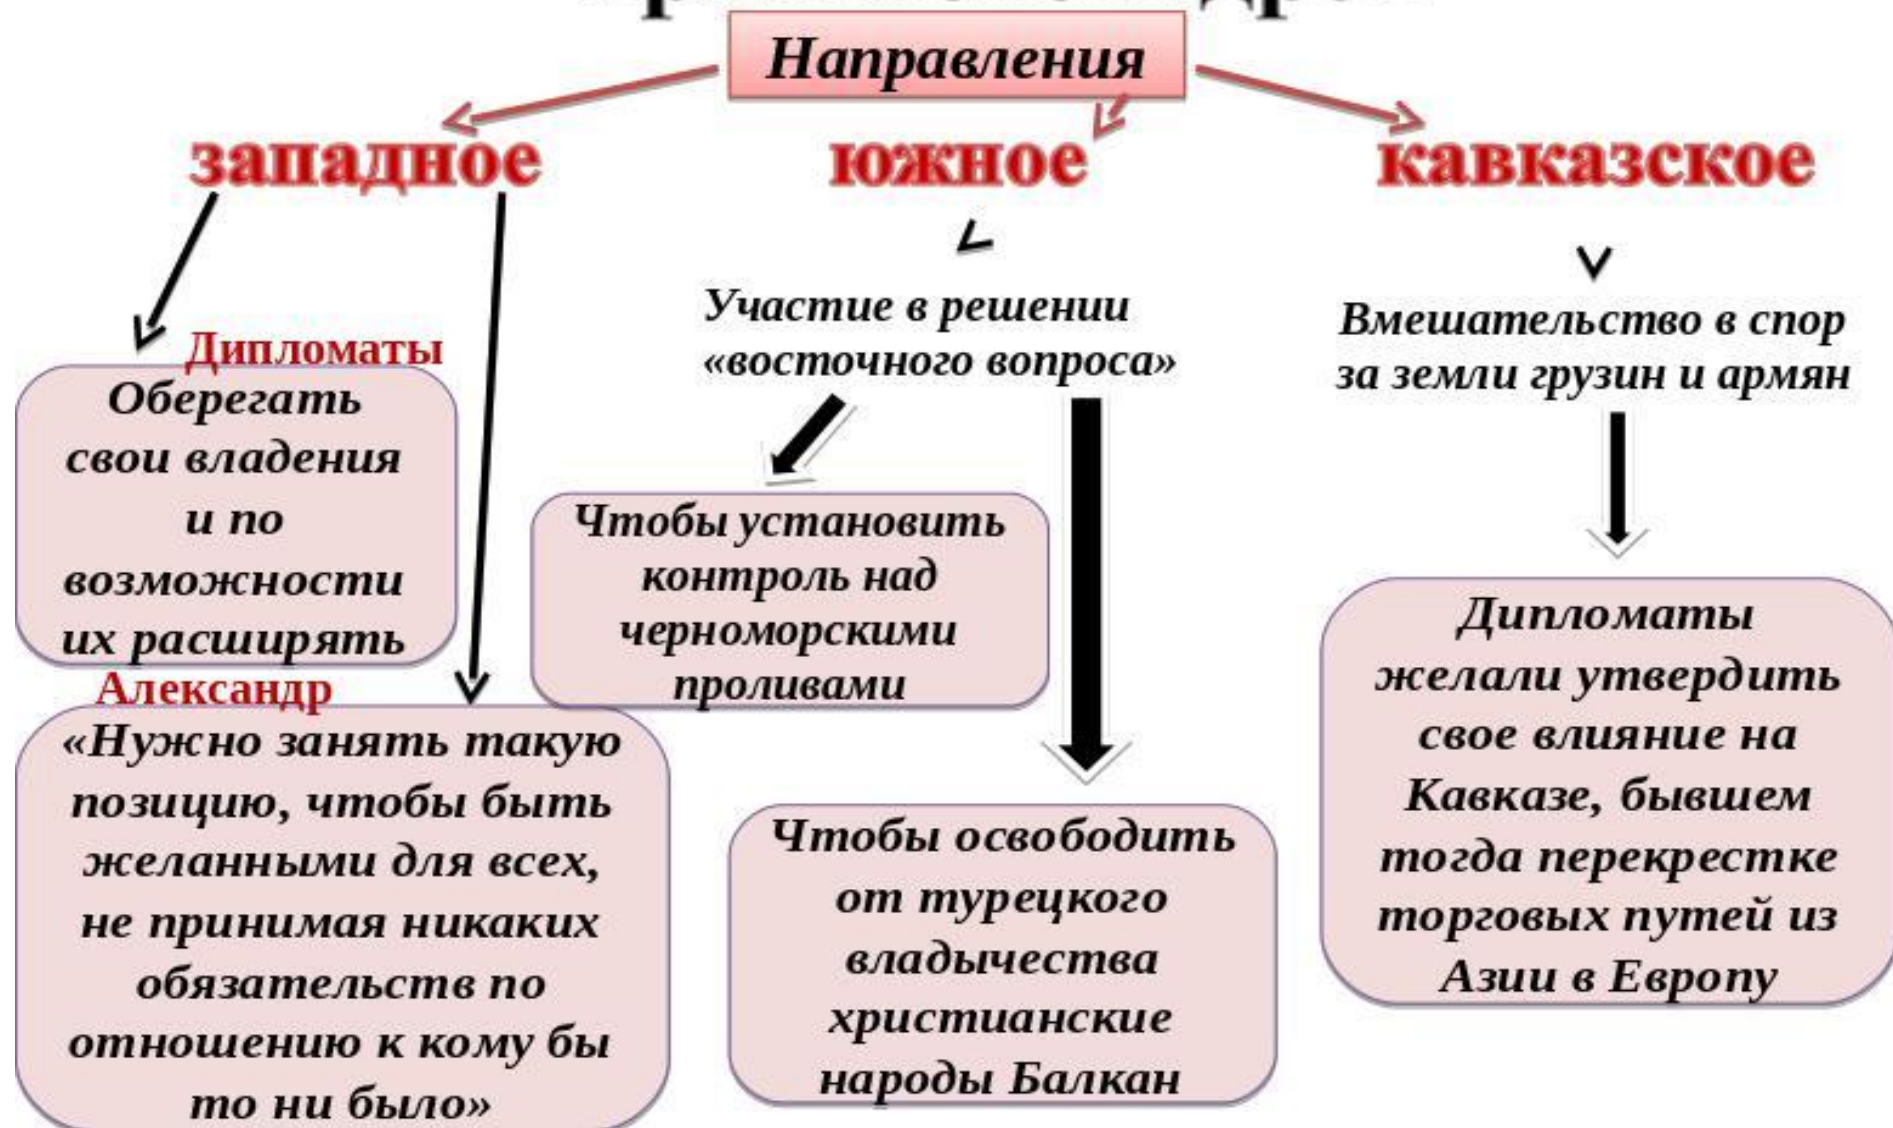 Направления
западное
южное
кавказское
Дипломаты
Оберегать
свои владения
и по
возможности
их расширять
Александр
«Нужно занять такую
позицию, чтобы быть
желанными для всех,
не принимая никаких
обязательств по
отношению к кому бы
то ни было»
Участие в решении
«восточного вопроса»
Чтобы установить
контроль над
черноморскими
проливами
Чтобы освободить
от турецкого
владычества
христианские
народы Балкан
Вмешательство в спор
за земли грузин и армян
Дипломаты
желали утвердить
свое влияние на
Кавказе, бывшем
тогда перекрестке
торговых путей из
Азии в Европу